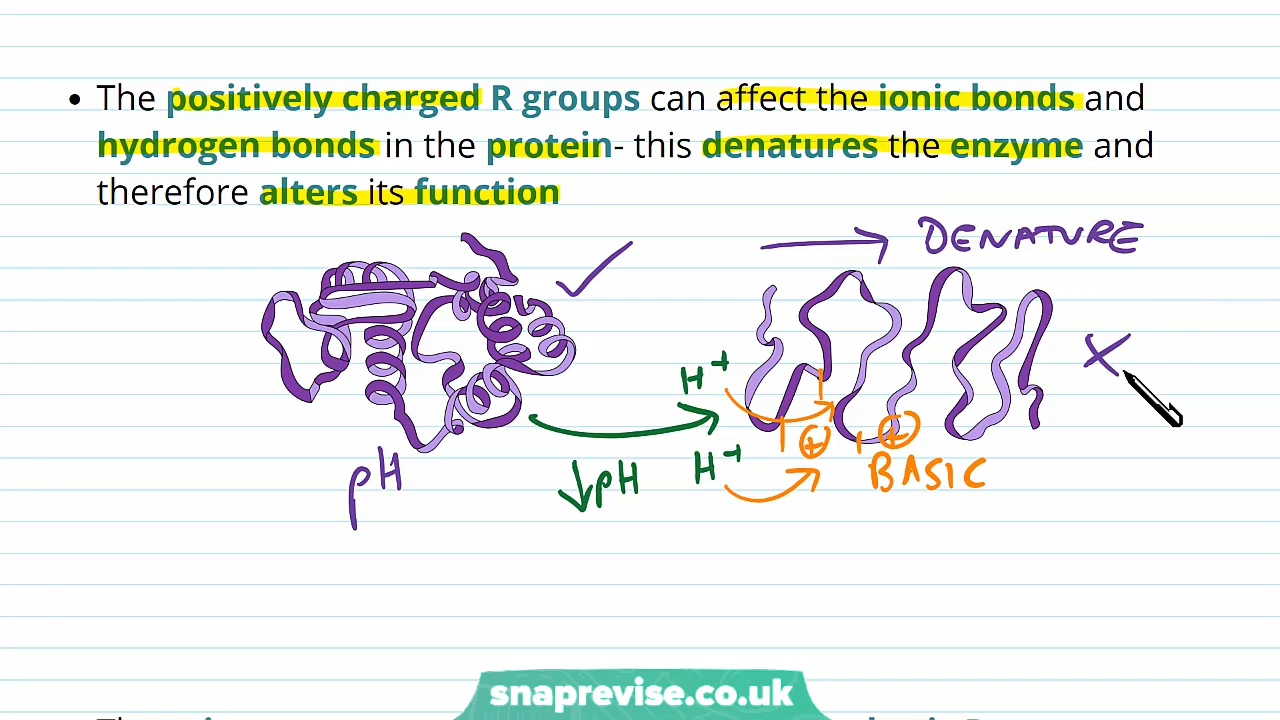 • The positively charged R groups can affect the ionic bonds and
hydrogen bonds in the protein- this denatures the enzyme and
therefore alters its function
DENATURE
H+
pH
↓pH
H+
BASIC
snaprevise.co.uk